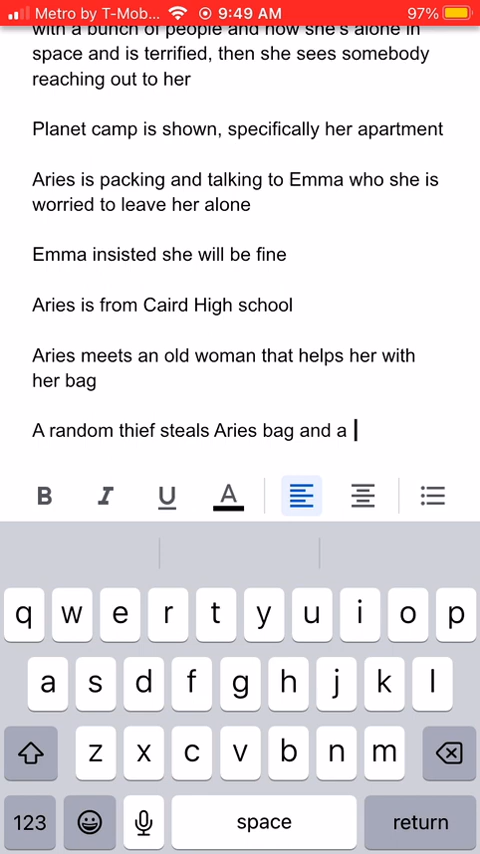 Metro by T-Mob... 9:49 AM 97%
with a bunch of people and now she's alone in
space and is terrified, then she sees somebody
reaching out to her
Planet camp is shown, specifically her apartment
Aries is packing and talking to Emma who she is
worried to leave her alone
Emma insisted she will be fine
Aries is from Caird High school
Aries meets an old woman that helps her with
her bag
A random thief steals Aries bag and a
B I U A
q w e r t y u i o p
a s d f g h j k l
z x c v b n m
123 space return